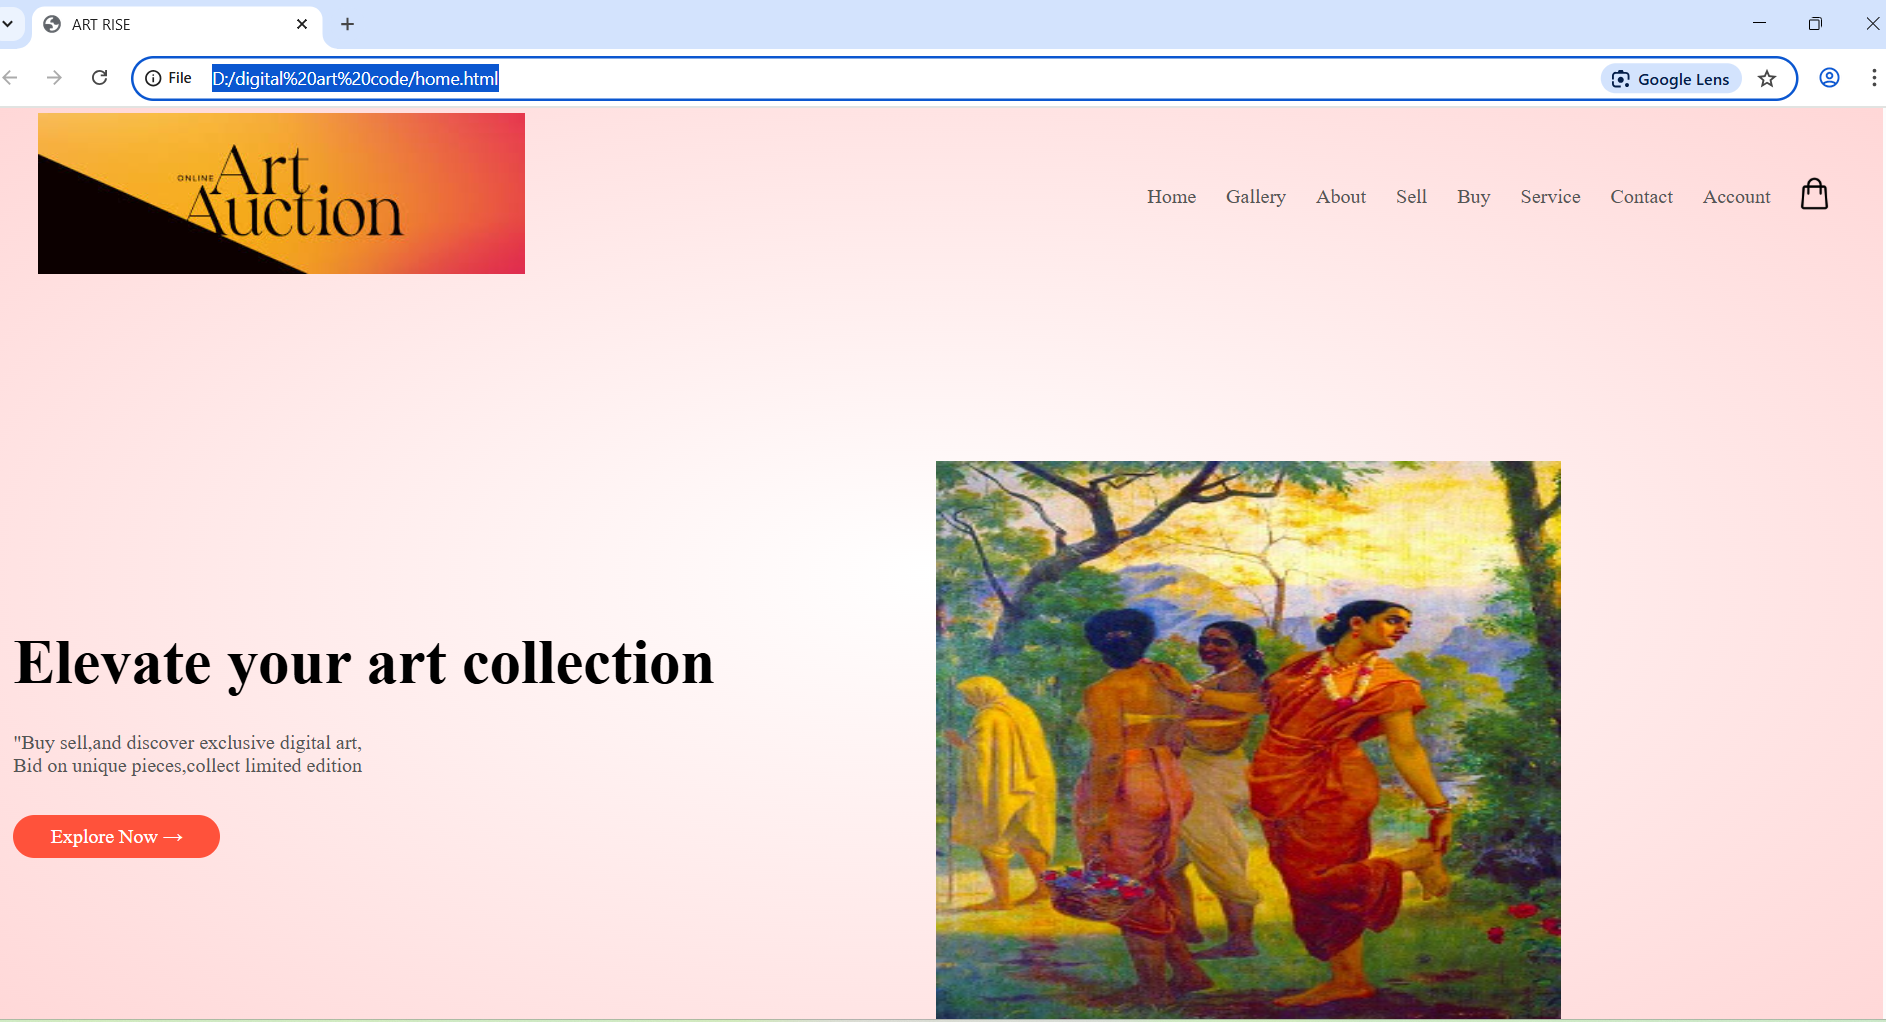 ART RISE
File D:/digital%20art%20code/home.html Google Lens
ONLINE Art
Auction
Home Gallery About Sell Buy Service Contact Account
Elevate your art collection
"Buy sell,and discover exclusive digital art,
Bid on unique pieces,collect limited edition
Explore Now →